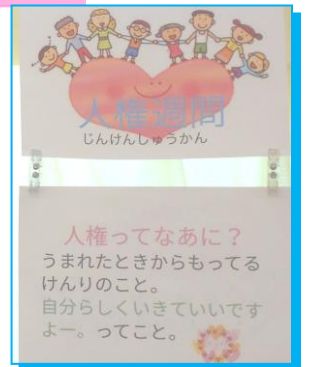 人権週間
じんけんしゅうかん
人権ってなあに？
うまれたときからもってる
けんりのこと。
自分らしくいきていいです
よー。ってこと。